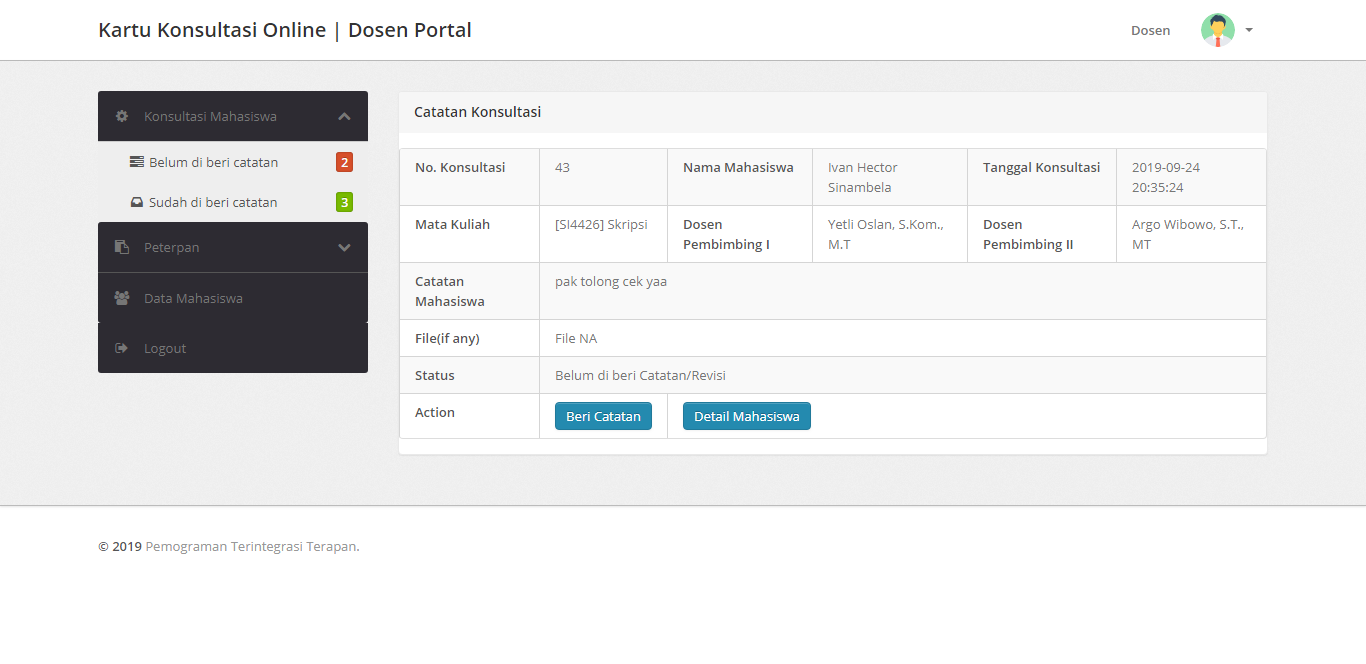 Kartu Konsultasi Online | Dosen Portal
Dosen
Konsultasi Mahasiswa
Belum di beri catatan 2
Sudah di beri catatan 3
Peterpan
Data Mahasiswa
Logout
Catatan Konsultasi
No. Konsultasi
43
Nama Mahasiswa
Ivan Hector
Sinambela
Tanggal Konsultasi
2019-09-24
20:35:24
Mata Kuliah
[SI4426] Skripsi
Dosen
Pembimbing I
Yetli Oslan, S.Kom.,
M.T
Dosen
Pembimbing II
Argo Wibowo, S.T.,
MT
Catatan
Mahasiswa
pak tolong cek yaa
File(if any)
File NA
Status
Belum di beri Catatan/Revisi
Action
Beri Catatan
Detail Mahasiswa
© 2019 Pemograman Terintegrasi Terapan.